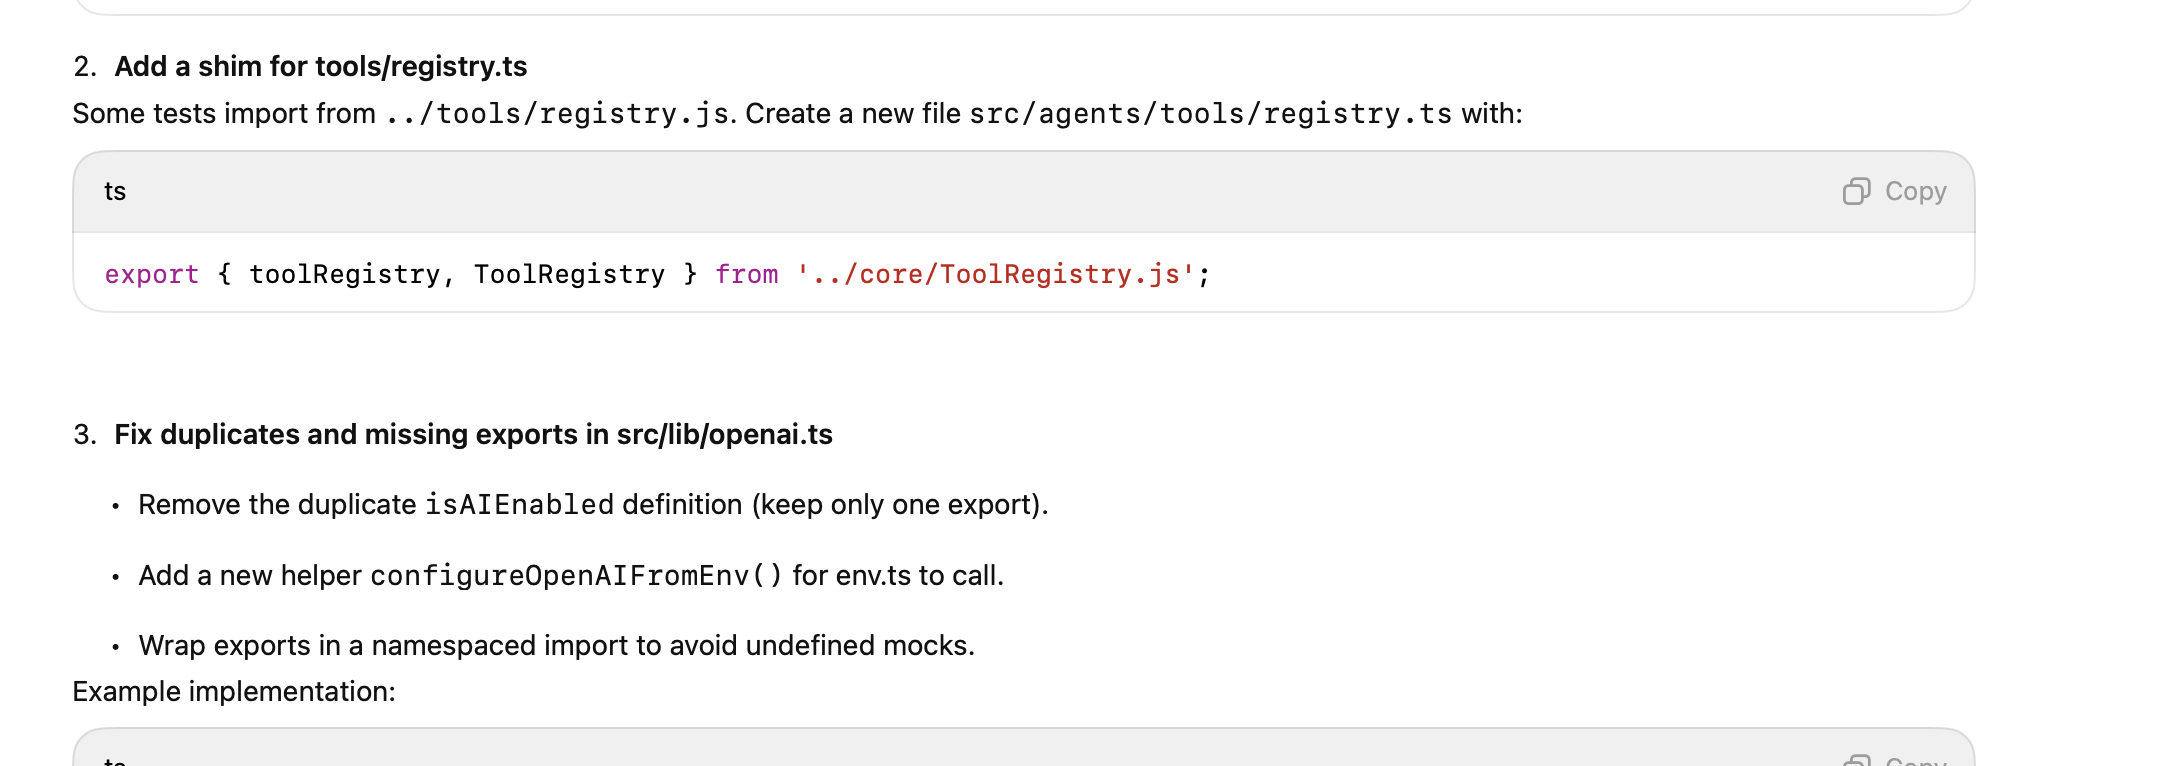 2. Add a shim for tools/registry.ts
Some tests import from ../tools/registry.js. Create a new file src/agents/tools/registry.ts with:
ts Copy
export { toolRegistry, ToolRegistry } from '../core/ToolRegistry.js';
3. Fix duplicates and missing exports in src/lib/openai.ts
• Remove the duplicate isAIEnabled definition (keep only one export).
• Add a new helper configureOpenAIFromEnv() for env.ts to call.
• Wrap exports in a namespaced import to avoid undefined mocks.
Example implementation:
ts Copy